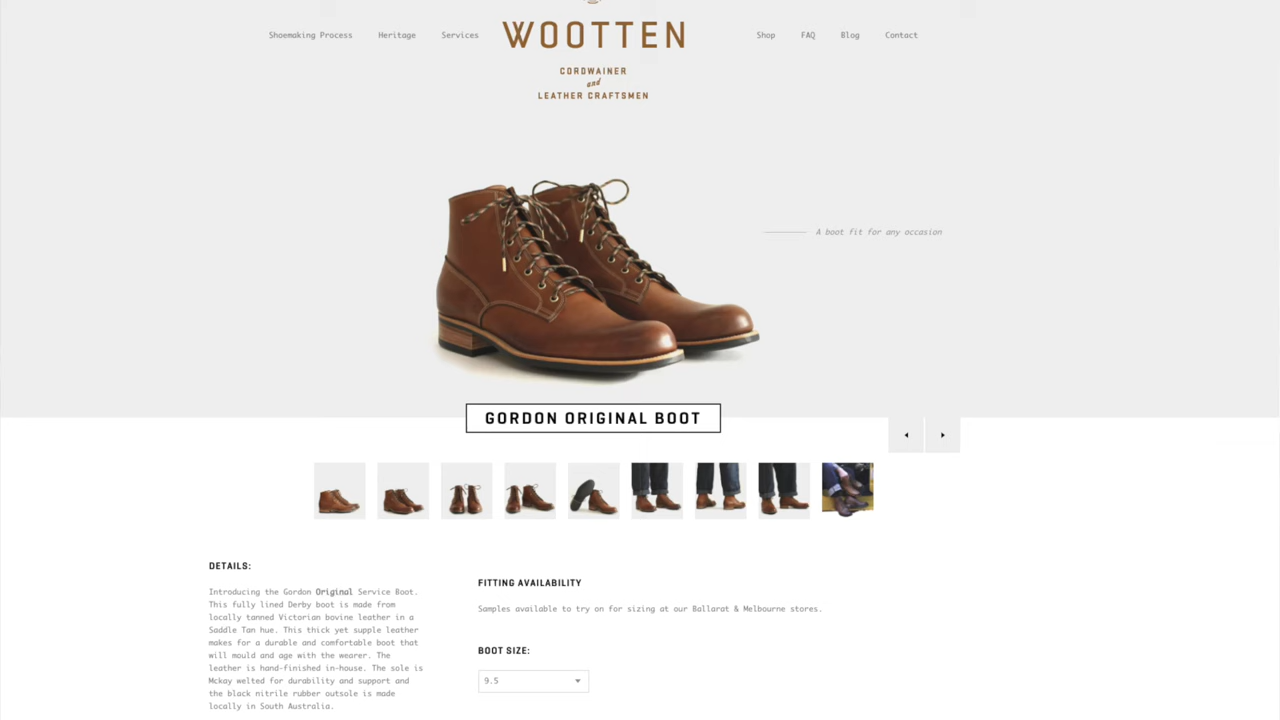 Shoemaking Process Heritage Services WOOTTEN Shop FAQ Blog Contact
CORDWAINER
and
LEATHER CRAFTSMEN
A boot fit for any occasion
GORDON ORIGINAL BOOT
DETAILS:
Introducing the Gordon Original Service Boot.
This fully lined Derby boot is made from
locally tanned Victorian bovine leather in a
Saddle Tan hue. This thick yet supple leather
makes for a durable and comfortable boot that
will mould and age with the wearer. The
leather is hand-finished in-house. The sole is
Mckay welted for durability and support and
the black nitrile rubber outsole is made
locally in South Australia.
FITTING AVAILABILITY
Samples available to try on for sizing at our Ballarat & Melbourne stores.
BOOT SIZE:
9.5